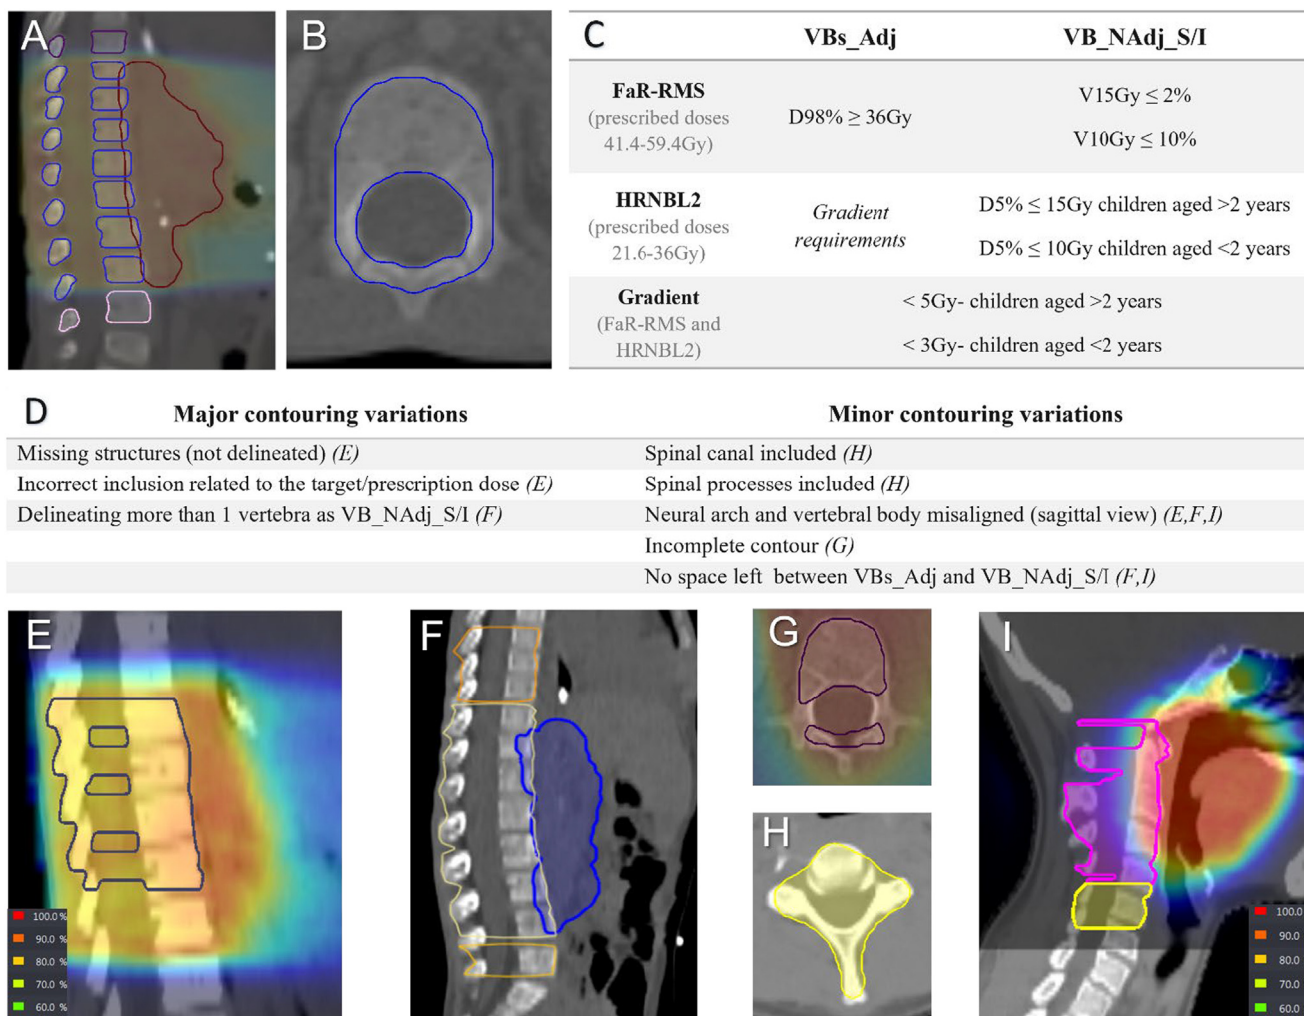 A
B
C
VBs_Adj
VB_NAdj_S/I
FaR-RMS
(prescribed doses
41.4-59.4Gy)
D98% ≥ 36Gy
V15Gy ≤ 2%
V10Gy ≤ 10%
HRNBL2
(prescribed doses
21.6-36Gy)
Gradient
requirements
D5% ≤ 15Gy children aged >2 years
D5% ≤ 10Gy children aged <2 years
Gradient
(FaR-RMS and
HRNBL2)
< 5Gy- children aged >2 years
< 3Gy- children aged <2 years
D
Major contouring variations
Minor contouring variations
Missing structures (not delineated) (E)
Spinal canal included (H)
Incorrect inclusion related to the target/prescription dose (E)
Spinal processes included (H)
Delineating more than 1 vertebra as VB_NAdj_S/I (F)
Neural arch and vertebral body misaligned (sagittal view) (E,F,I)
Incomplete contour (G)
No space left between VBs_Adj and VB_NAdj_S/I (F,I)
E
100.0 %
90.0 %
80.0 %
70.0 %
60.0 %
F
G
H
I
100.0
90.0
80.0
70.0
60.0